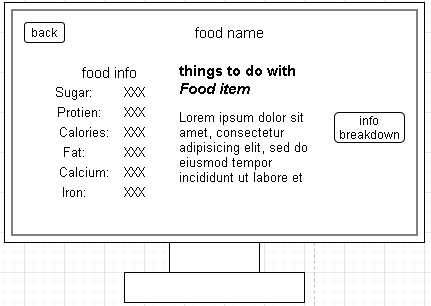 back
food name
food info
Sugar: XXX
Protien: XXX
Calories: XXX
Fat: XXX
Calcium: XXX
Iron: XXX
things to do with
Food item
Lorem ipsum dolor sit
amet, consectetur
adipisicing elit, sed do
eiusmod tempor
incididunt ut labore et
info
breakdown